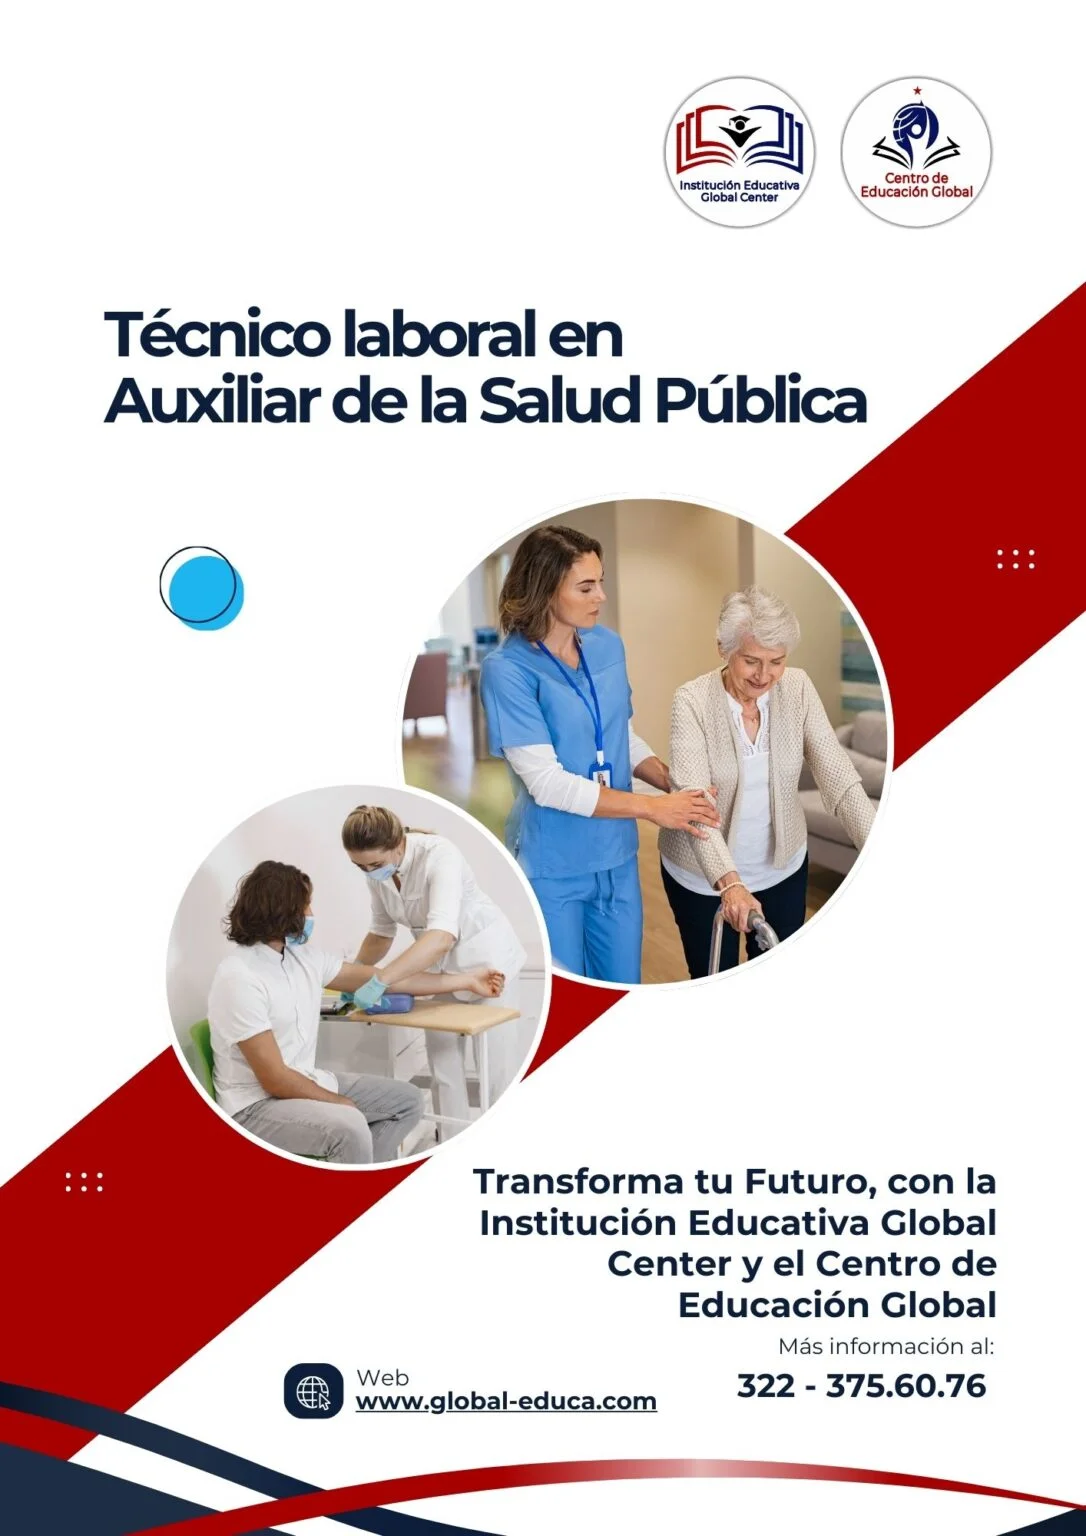 Institución Educativa
Global Center
Centro de
Educación Global
Técnico laboral en
Auxiliar de la Salud Pública
Transforma tu Futuro, con la
Institución Educativa Global
Center y el Centro de
Educación Global
Más información al:
322 - 375.60.76
Web
www.global-educa.com